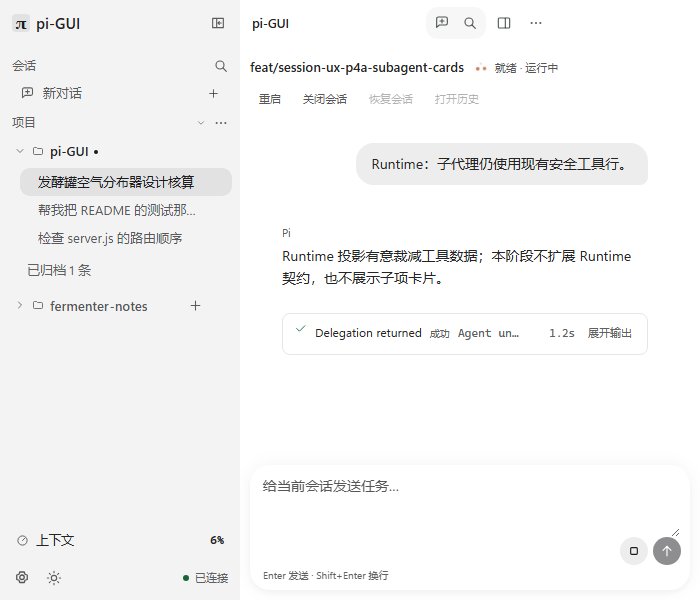 π pi-GUI
会话
新对话
项目
pi-GUI
发酵罐空气分布器设计核算
帮我把 README 的测试那...
检查 server.js 的路由顺序
已归档 1 条
fermenter-notes
上下文 6%
已连接
pi-GUI
feat/session-ux-p4a-subagent-cards 就绪 · 运行中
重启 关闭会话 恢复会话 打开历史
Runtime：子代理仍使用现有安全工具行。
Pi
Runtime 投影有意裁减工具数据；本阶段不扩展 Runtime
契约，也不展示子项卡片。
Delegation returned 成功 Agent un… 1.2s 展开输出
给当前会话发送任务...
Enter 发送 · Shift+Enter 换行